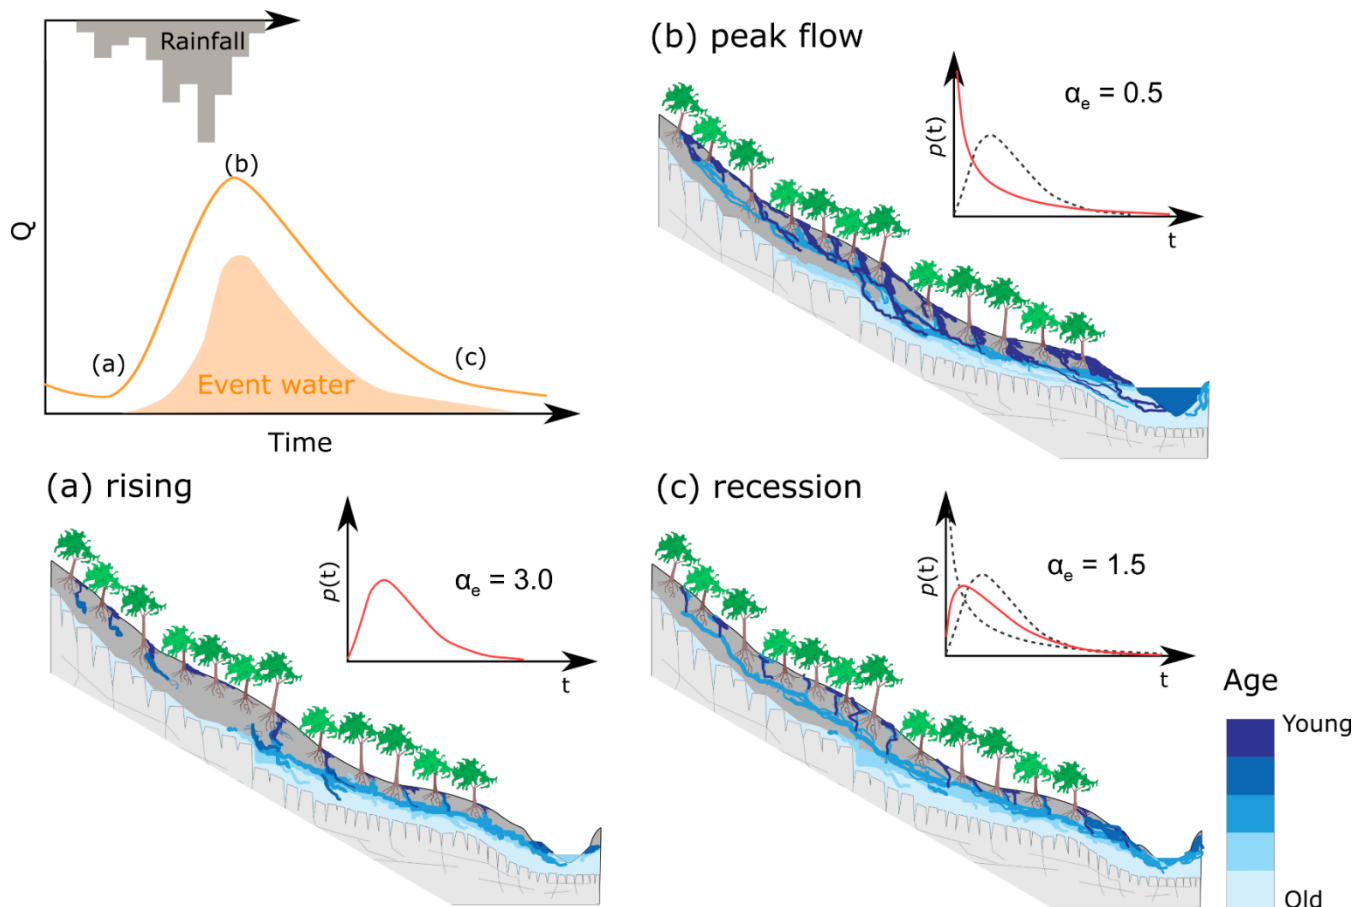 Rainfall
(b)
Q
(a)
(c)
Event water
Time
(b) peak flow
αe = 0.5
p(t)
t
(a) rising
αe = 3.0
p(t)
t
(c) recession
αe = 1.5
p(t)
t
Age
Young
Old